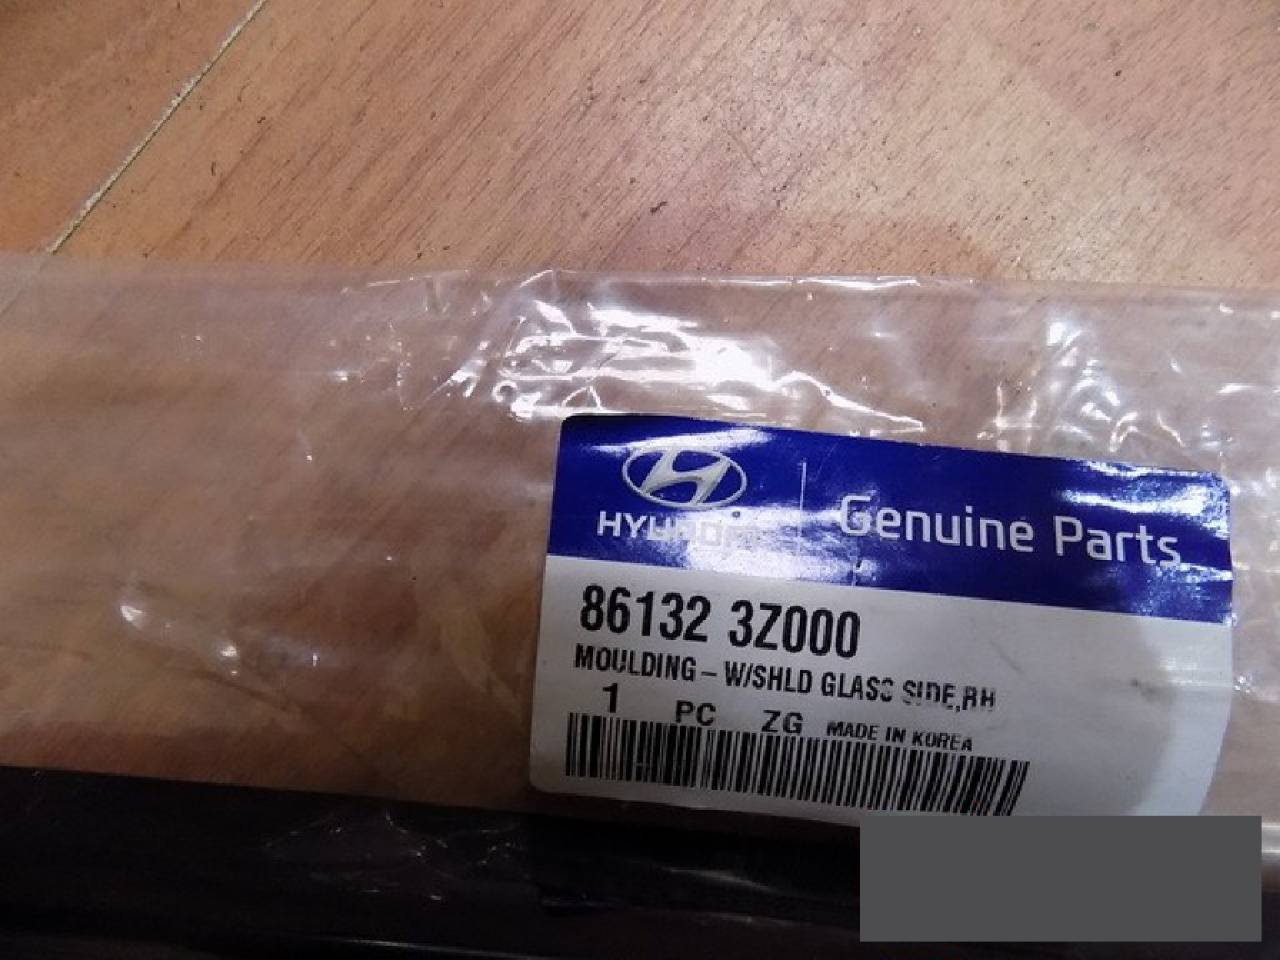 HYUNDAI
Genuine Parts
86132 3Z000
MOULDING – W/SHLD GLASS SIDE,RH
1 PC ZG MADE IN KOREA